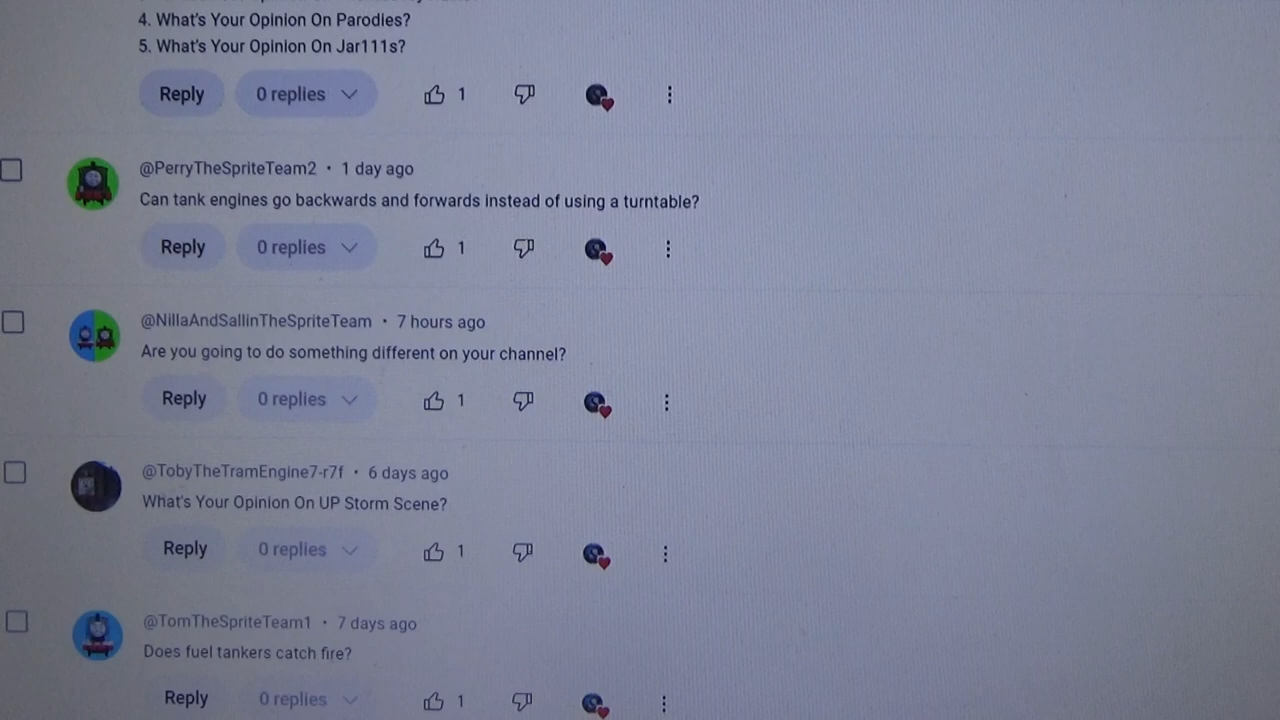 4. What's Your Opinion On Parodies?
5. What's Your Opinion On Jar111s?
Reply 0 replies 1
@PerryTheSpriteTeam2 • 1 day ago
Can tank engines go backwards and forwards instead of using a turntable?
Reply 0 replies 1
@NillaAndSallinTheSpriteTeam • 7 hours ago
Are you going to do something different on your channel?
Reply 0 replies 1
@TobyTheTramEngine7-r7f • 6 days ago
What's Your Opinion On UP Storm Scene?
Reply 0 replies 1
@TomTheSpriteTeam1 • 7 days ago
Does fuel tankers catch fire?
Reply 0 replies 1